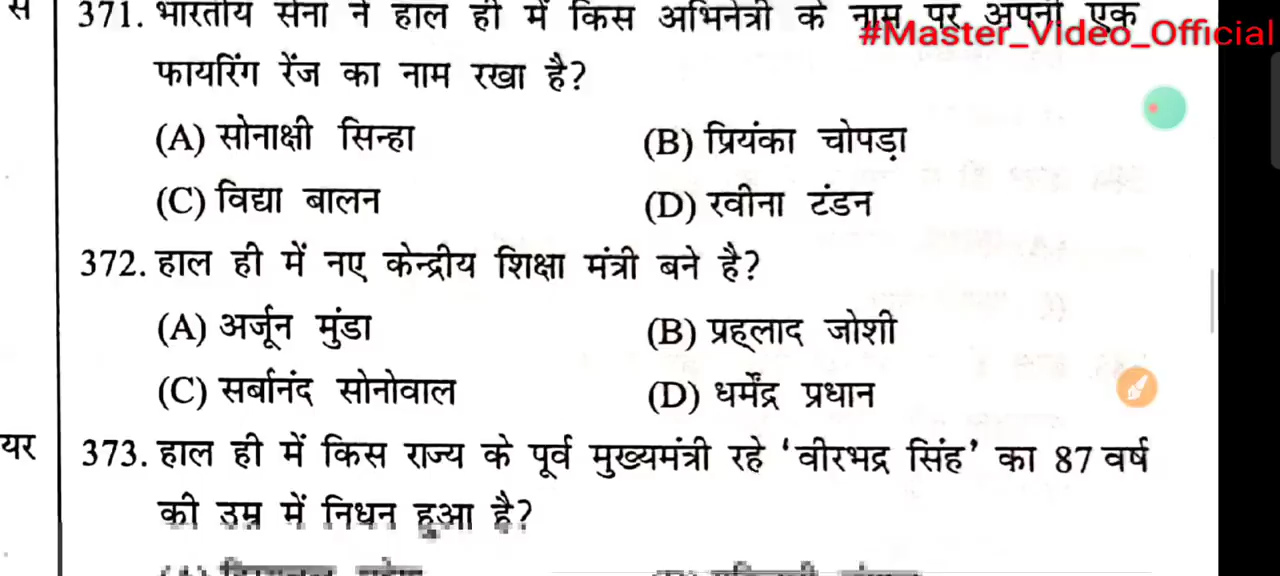 स
371. भारतीय सेना ने हाल ही में किस अभिनेत्री के नाम पर अपनी एक
#Master_Video_Official
फायरिंग रेंज का नाम रखा है?
(A) सोनाक्षी सिन्हा (B) प्रियंका चोपड़ा
(C) विद्या बालन (D) रवीना टंडन
372. हाल ही में नए केन्द्रीय शिक्षा मंत्री बने है?
(A) अर्जून मुंडा (B) प्रह्लाद जोशी
(C) सर्बानंद सोनोवाल (D) धर्मेंद्र प्रधान
यर
373. हाल ही में किस राज्य के पूर्व मुख्यमंत्री रहे ‘वीरभद्र सिंह’ का 87 वर्ष
की उम्र में निधन हुआ है?